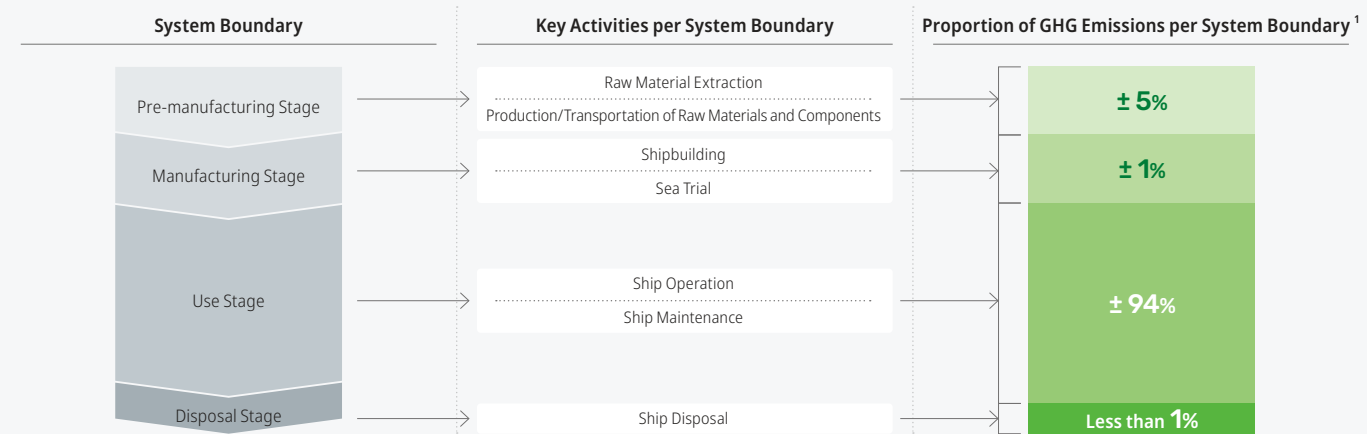 System Boundary
Key Activities per System Boundary
Proportion of GHG Emissions per System Boundary 1
Pre-manufacturing Stage
Raw Material Extraction
Production/Transportation of Raw Materials and Components
± 5%
Manufacturing Stage
Shipbuilding
Sea Trial
± 1%
Use Stage
Ship Operation
Ship Maintenance
± 94%
Disposal Stage
Ship Disposal
Less than 1%